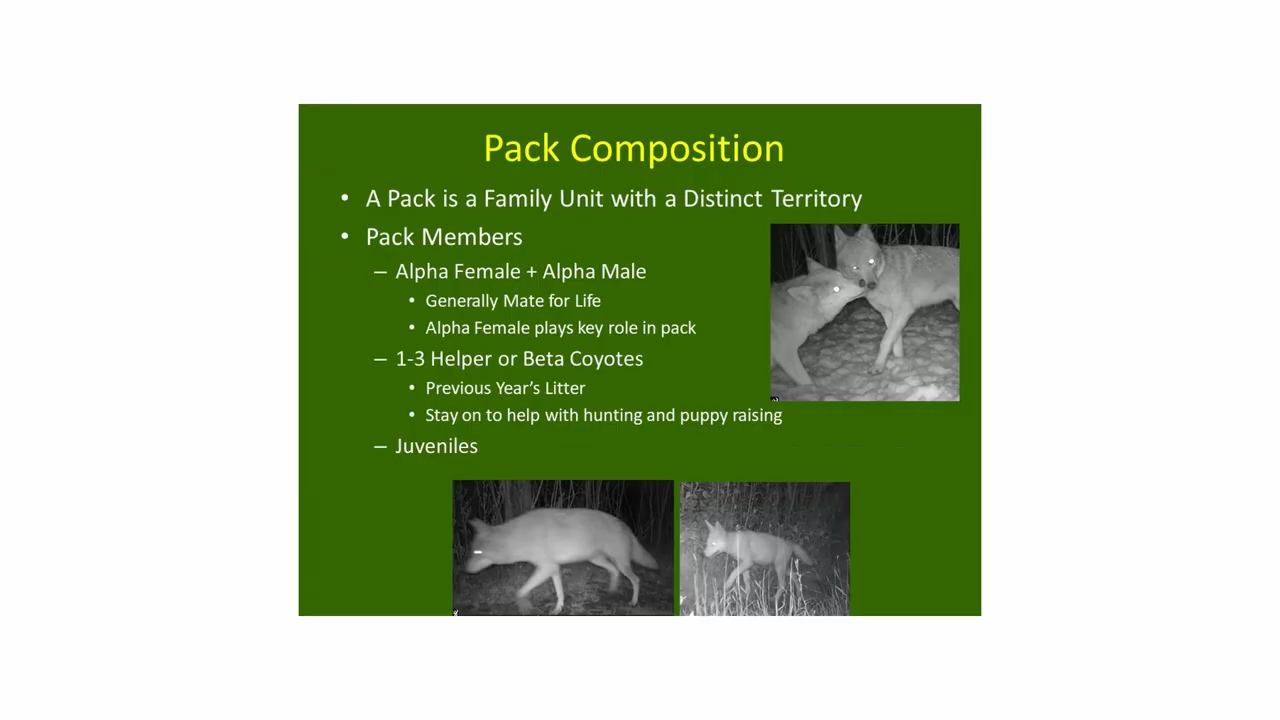 Pack Composition
• A Pack is a Family Unit with a Distinct Territory
• Pack Members
– Alpha Female + Alpha Male
• Generally Mate for Life
• Alpha Female plays key role in pack
– 1-3 Helper or Beta Coyotes
• Previous Year's Litter
• Stay on to help with hunting and puppy raising
– Juveniles